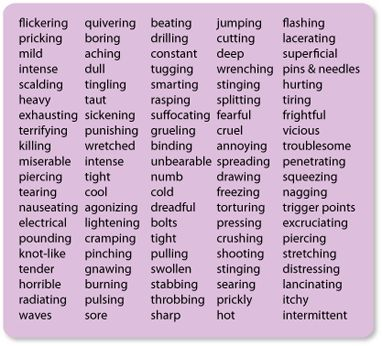 flickering quivering beating jumping flashing
pricking boring drilling cutting lacerating
mild aching constant deep superficial
intense dull tugging wrenching pins & needles
scalding tingling smarting stinging hurting
heavy taut rasping splitting tiring
exhausting sickening suffocating fearful frightful
terrifying punishing grueling cruel vicious
killing wretched binding annoying troublesome
miserable intense unbearable spreading penetrating
piercing tight numb drawing squeezing
tearing cool cold freezing nagging
nauseating agonizing dreadful torturing trigger points
electrical lightening bolts pressing excruciating
pounding cramping tight crushing piercing
knot-like pinching pulling shooting stretching
tender gnawing swollen stinging distressing
horrible burning stabbing searing lancinating
radiating pulsing throbbing prickly itchy
waves sore sharp hot intermittent